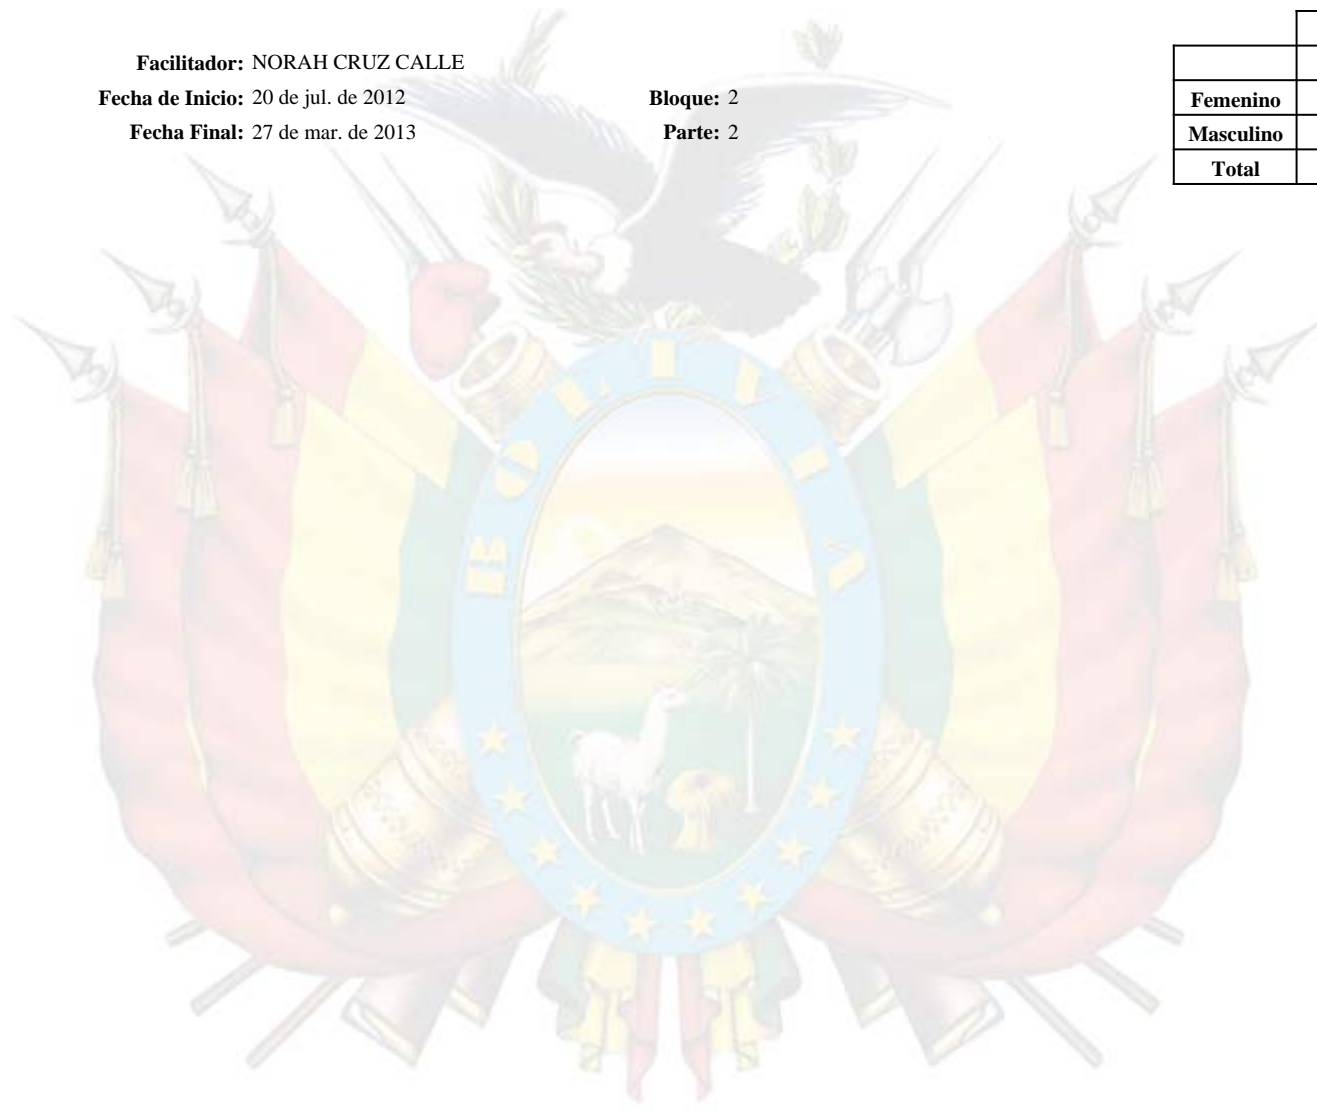 Facilitador: NORAH CRUZ CALLE
Fecha de Inicio: 20 de jul. de 2012 Bloque: 2
Fecha Final: 27 de mar. de 2013 Parte: 2
Femenino
Masculino
Total
BOLIVIA